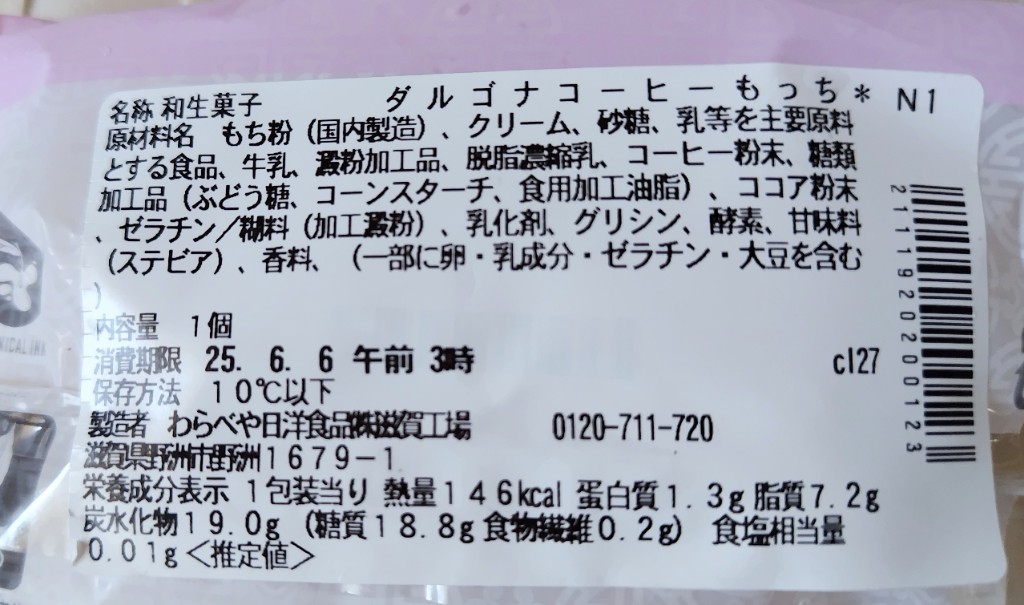 名称 和生菓子 ダルゴナコーヒーもっち* N1
原材料名 もち粉（国内製造）、クリーム、砂糖、乳等を主要原料
とする食品、牛乳、澱粉加工品、脱脂濃縮乳、コーヒー粉末、糖類
加工品（ぶどう糖、コーンスターチ、食用加工油脂）、ココア粉末
、ゼラチン／糊料（加工澱粉）、乳化剤、グリシン、酵素、甘味料
（ステビア）、香料、（一部に卵・乳成分・ゼラチン・大豆を含む
）
内容量 1個
消費期限 25. 6. 6 午前 3時 cl27
保存方法 10℃以下
製造者 わらべや日洋食品㈱滋賀工場 0120-711-720
滋賀県野洲市野洲1679-1
栄養成分表示 1包装当り 熱量146kcal 蛋白質1.3g 脂質7.2g
炭水化物19.0g（糖質18.8g 食物繊維0.2g） 食塩相当量
0.01g＜推定値＞
2111920200123